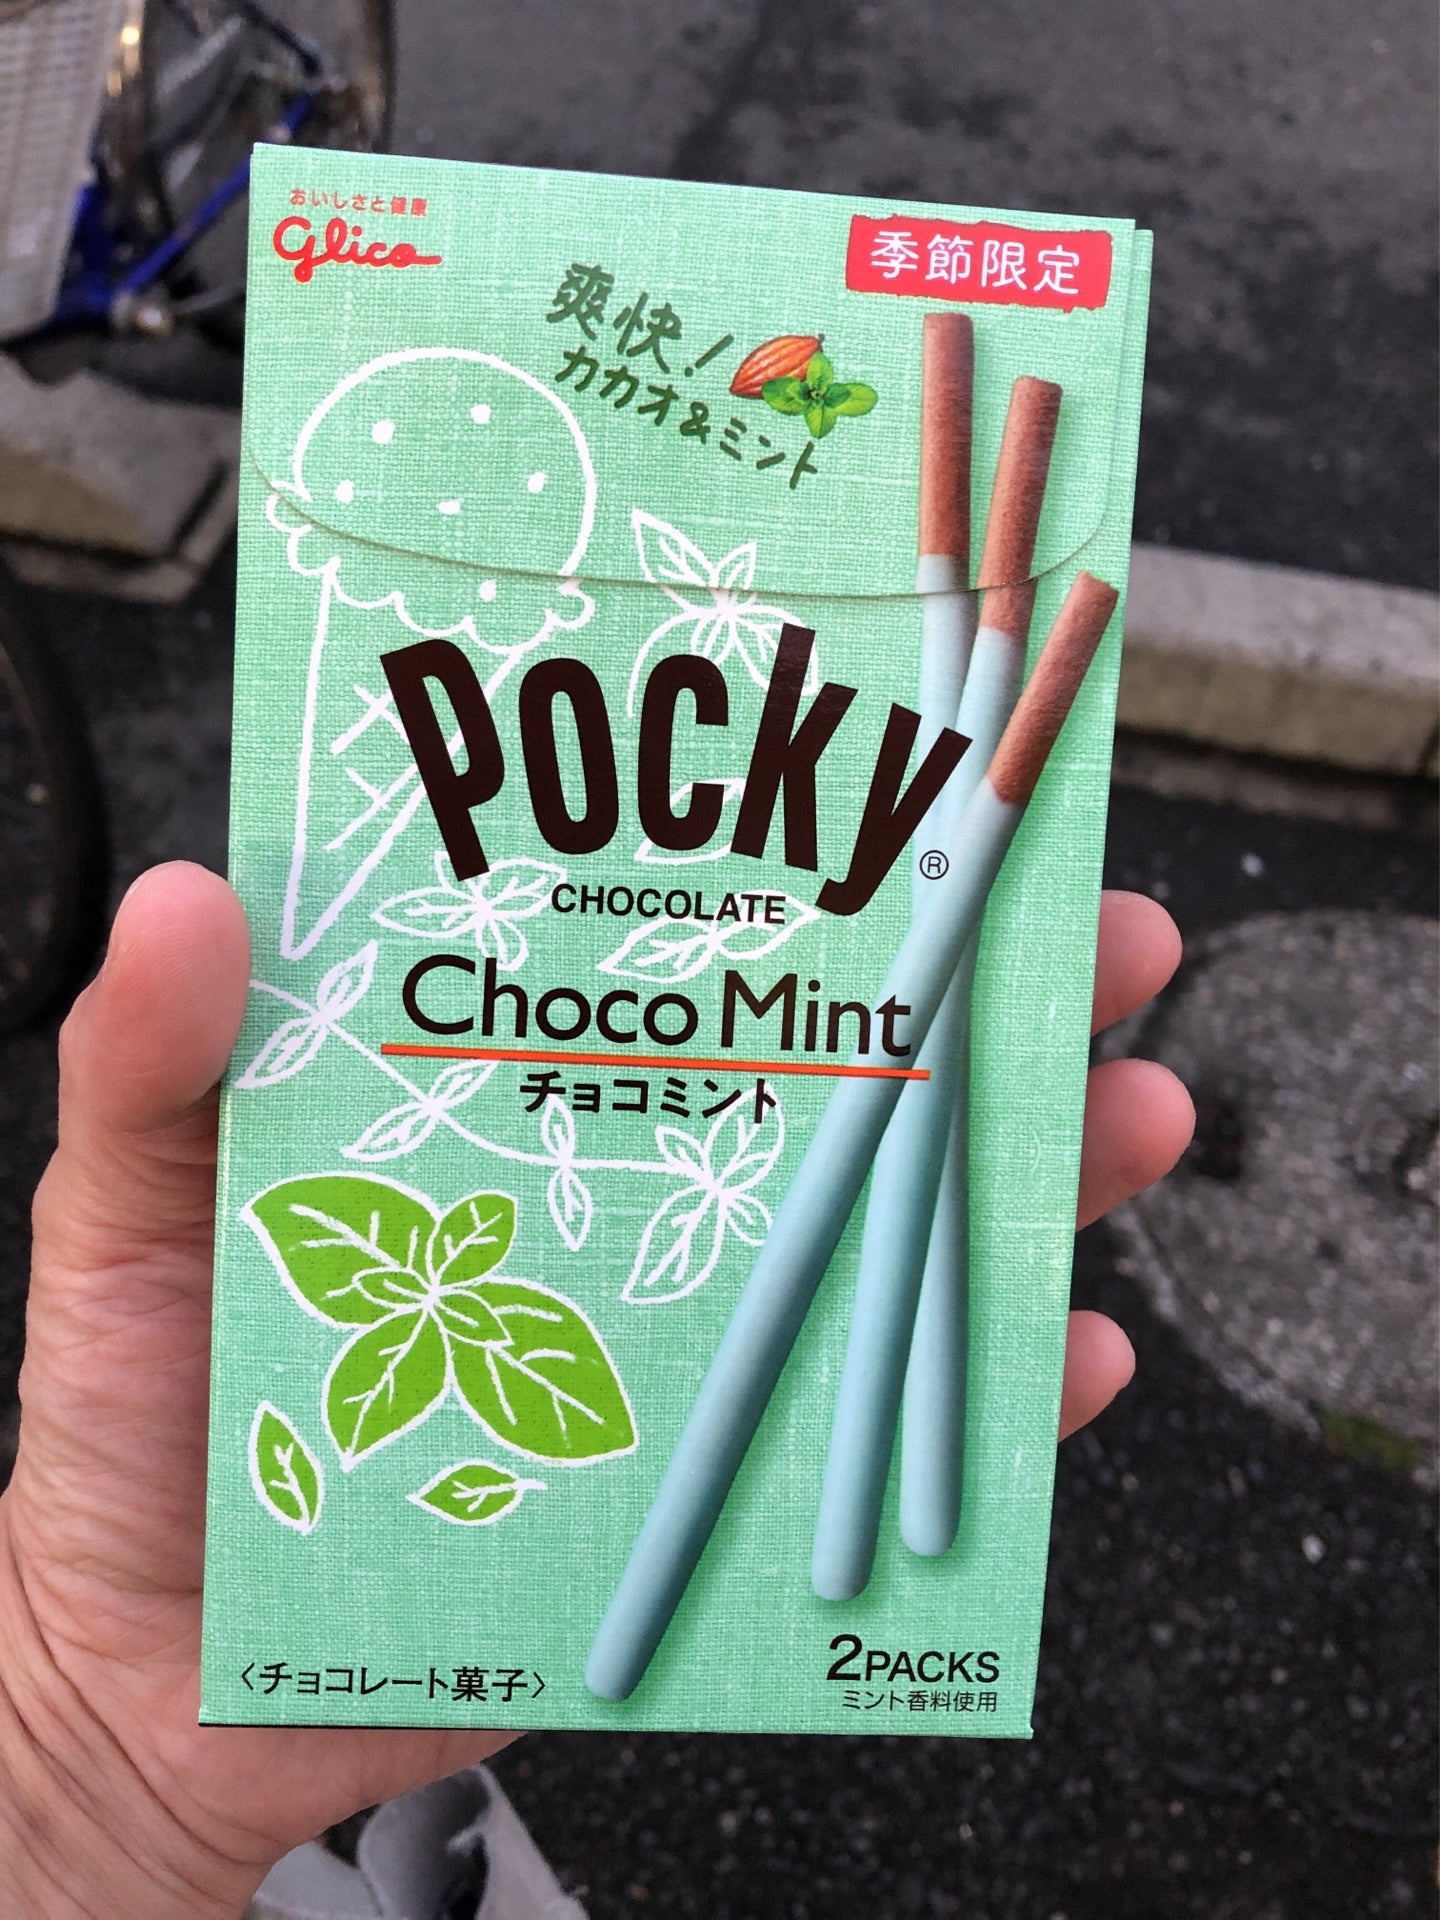 おいしさと健康
Glico
季節限定
爽快!
カカオ&ミント
POCKY®
CHOCOLATE
Choco Mint
チョコミント
〈チョコレート菓子〉
2PACKS
ミント香料使用